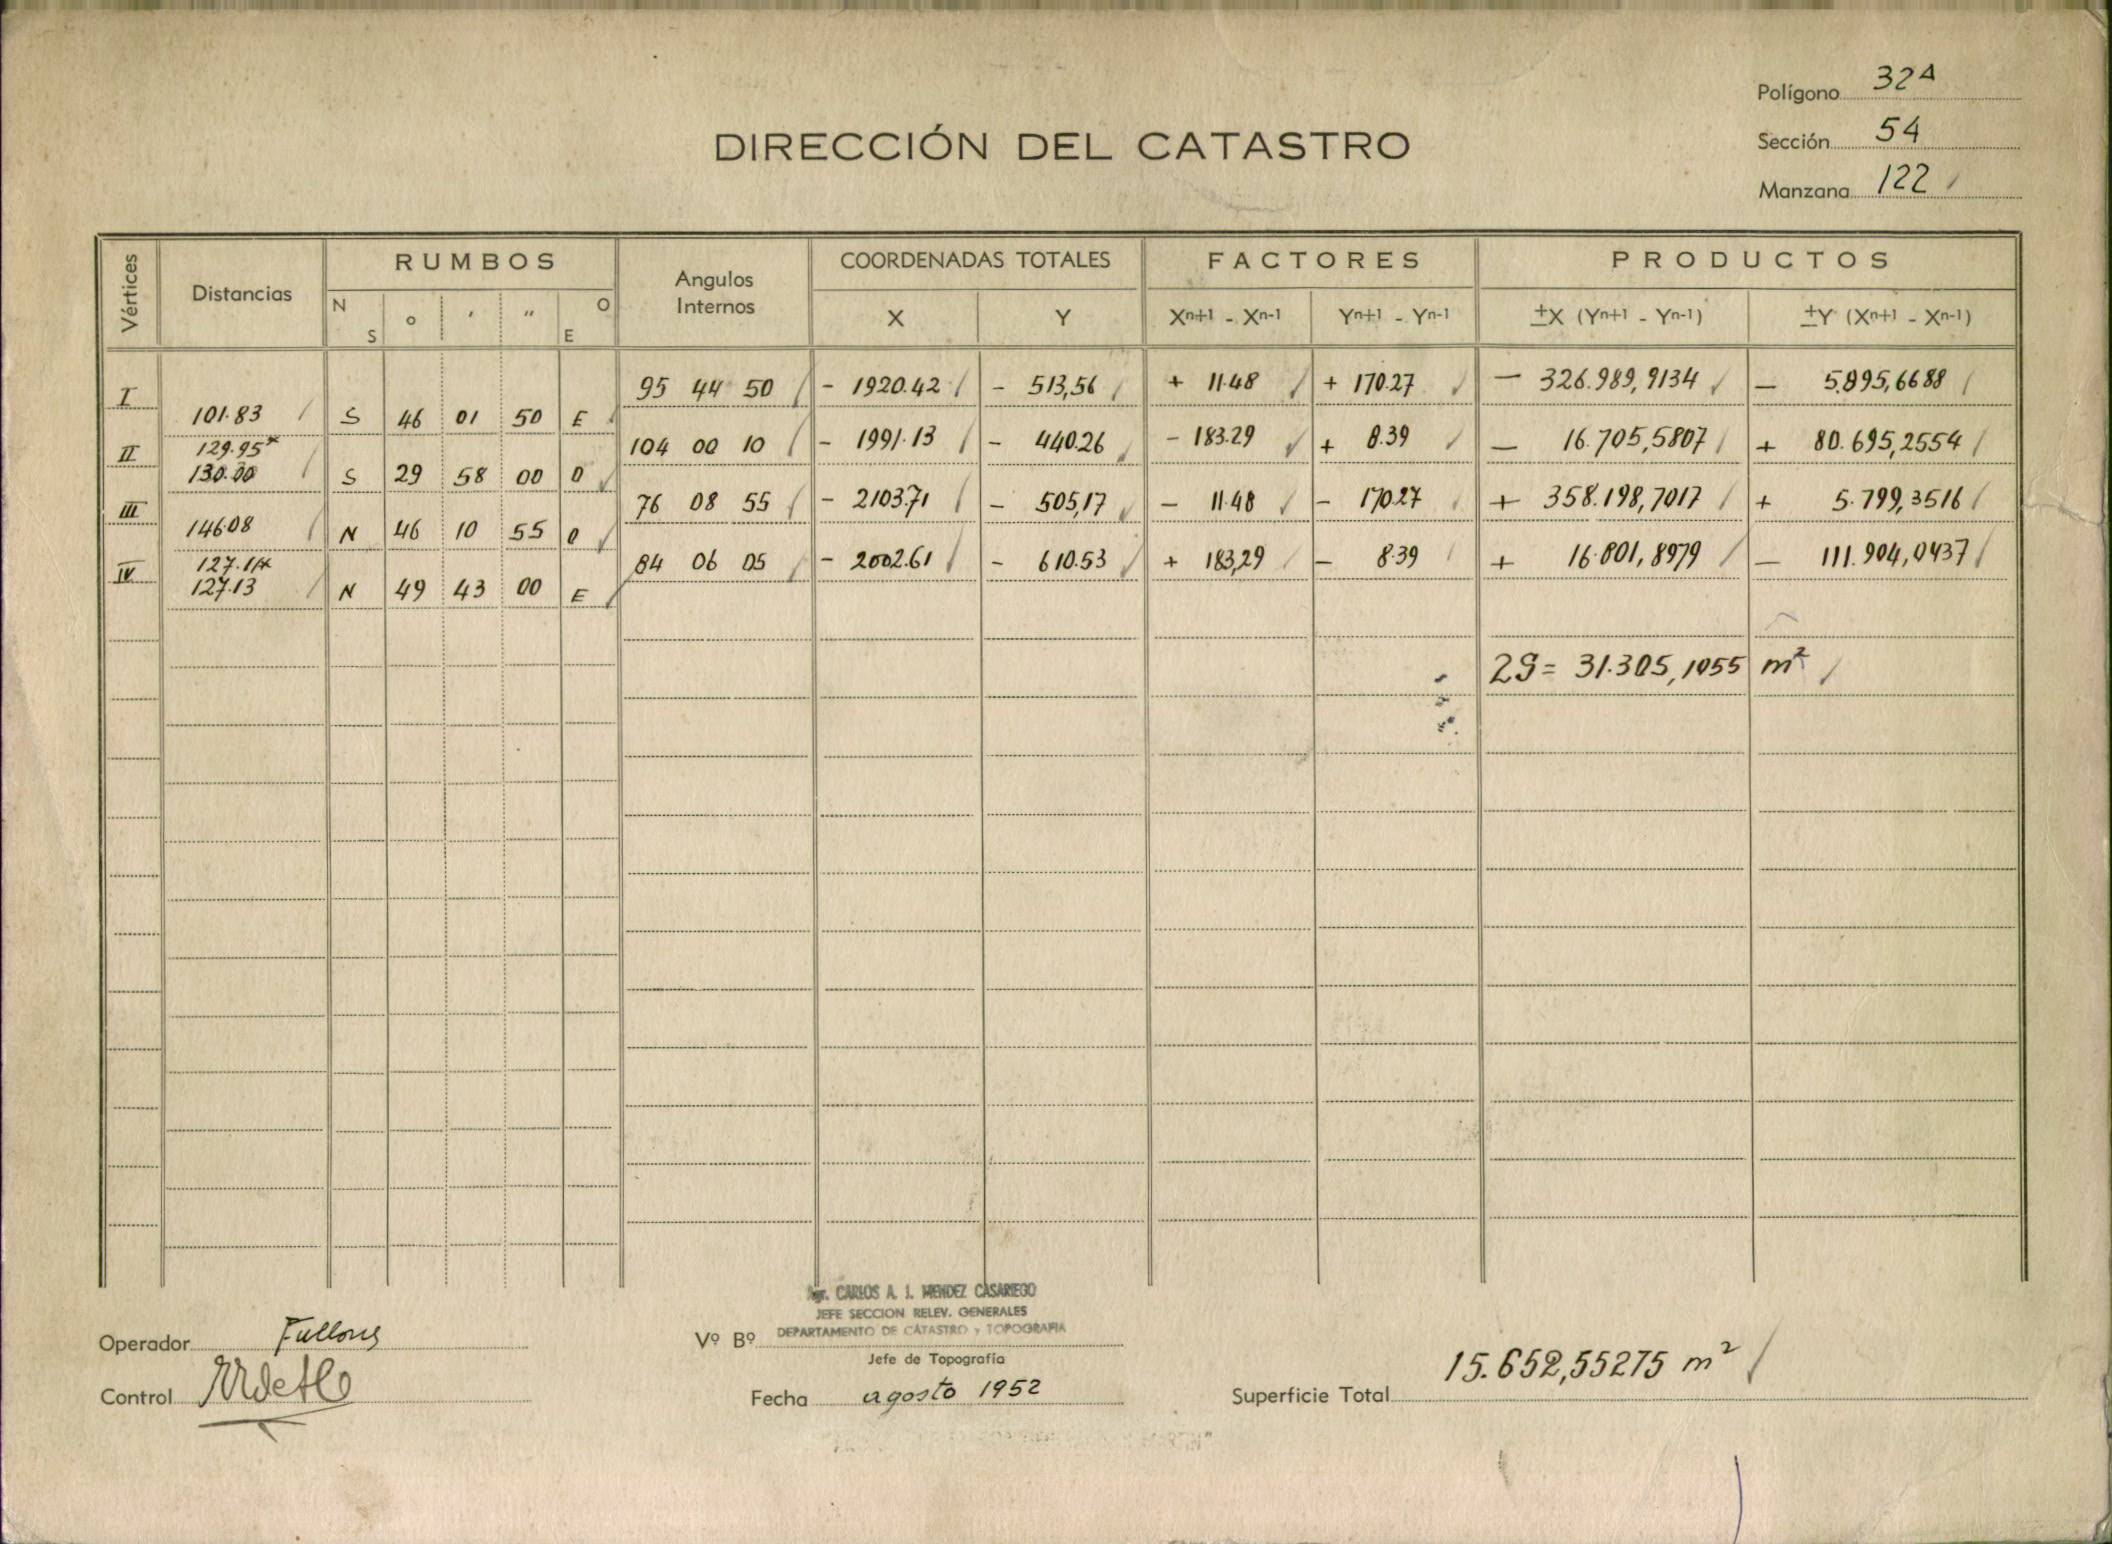 Polígono 32A
DIRECCIÓN DEL CATASTRO
Sección 54
Manzana 122
Vértices
Distancias
RUMBOS
N S ° ' " O E
Angulos Internos
COORDENADAS TOTALES
X Y
FACTORES
Xn+1 - Xn-1 Yn+1 - Yn-1
PRODUCTOS
±X (Yn+1 - Yn-1) ±Y (Xn+1 - Xn-1)
I 95 44 50 - 1920.42 - 513,56 + 11.48 + 170.27 - 326.989,9134 - 5.895,6688
101.83 S 46 01 50 E
II 129.95* 104 00 10 - 1991.13 - 440.26 - 183.29 + 8.39 - 16.705,5807 + 80.695,2554
130.00 S 29 58 00 O
III 76 08 55 - 2103.71 - 505,17 - 11.48 - 170.27 + 358.198,7017 + 5.799,3516
146.08 N 46 10 55 O
IV 127.14* 84 06 05 - 2002.61 - 610.53 + 183,29 - 8.39 + 16.801,8979 - 111.904,0437
127.13 N 49 43 00 E
2S = 31.305,1055 m²
Agr. CARLOS A. J. MENDEZ CASARIEGO
JEFE SECCION RELEV. GENERALES
DEPARTAMENTO DE CATASTRO y TOPOGRAFIA
Operador
Vº Bº
Jefe de Topografía
Control
Fecha agosto 1952
Superficie Total 15.652,55275 m²